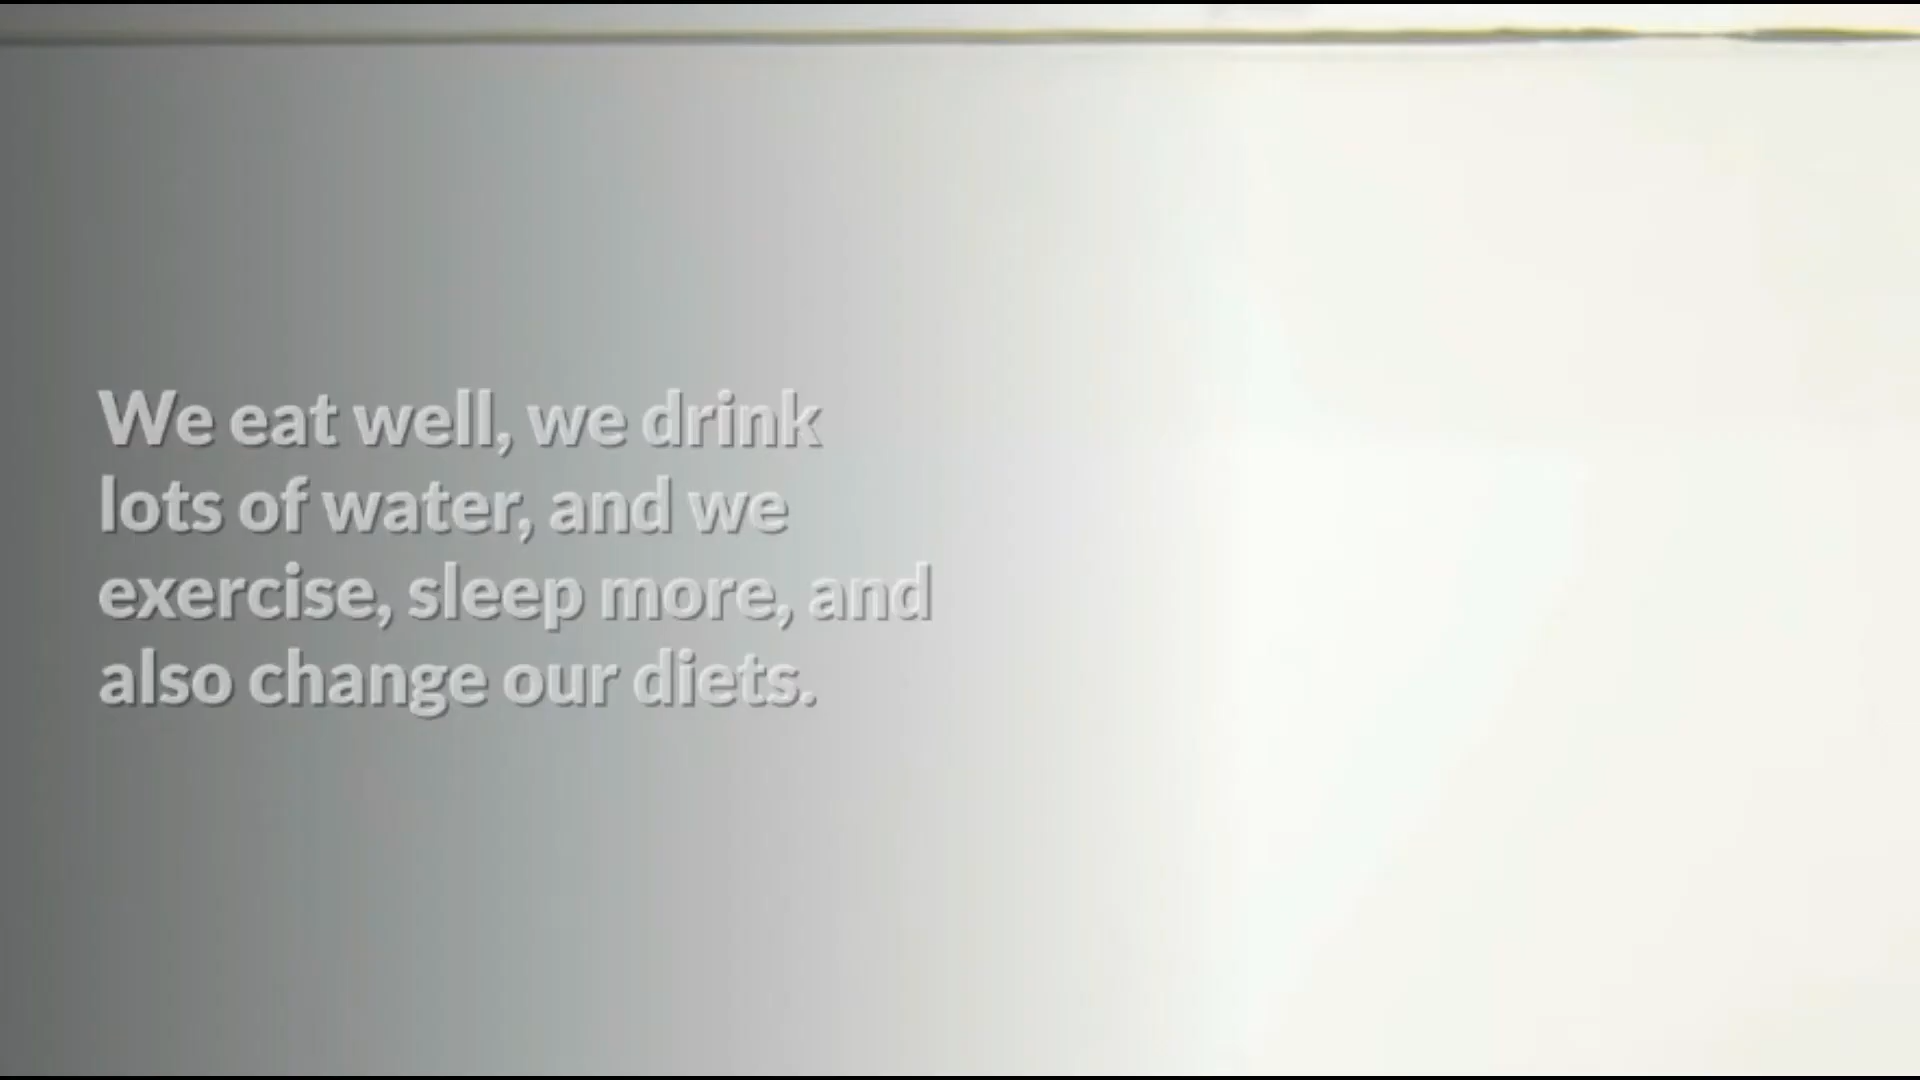 We eat well, we drink
lots of water, and we
exercise, sleep more, and
also change our diets.